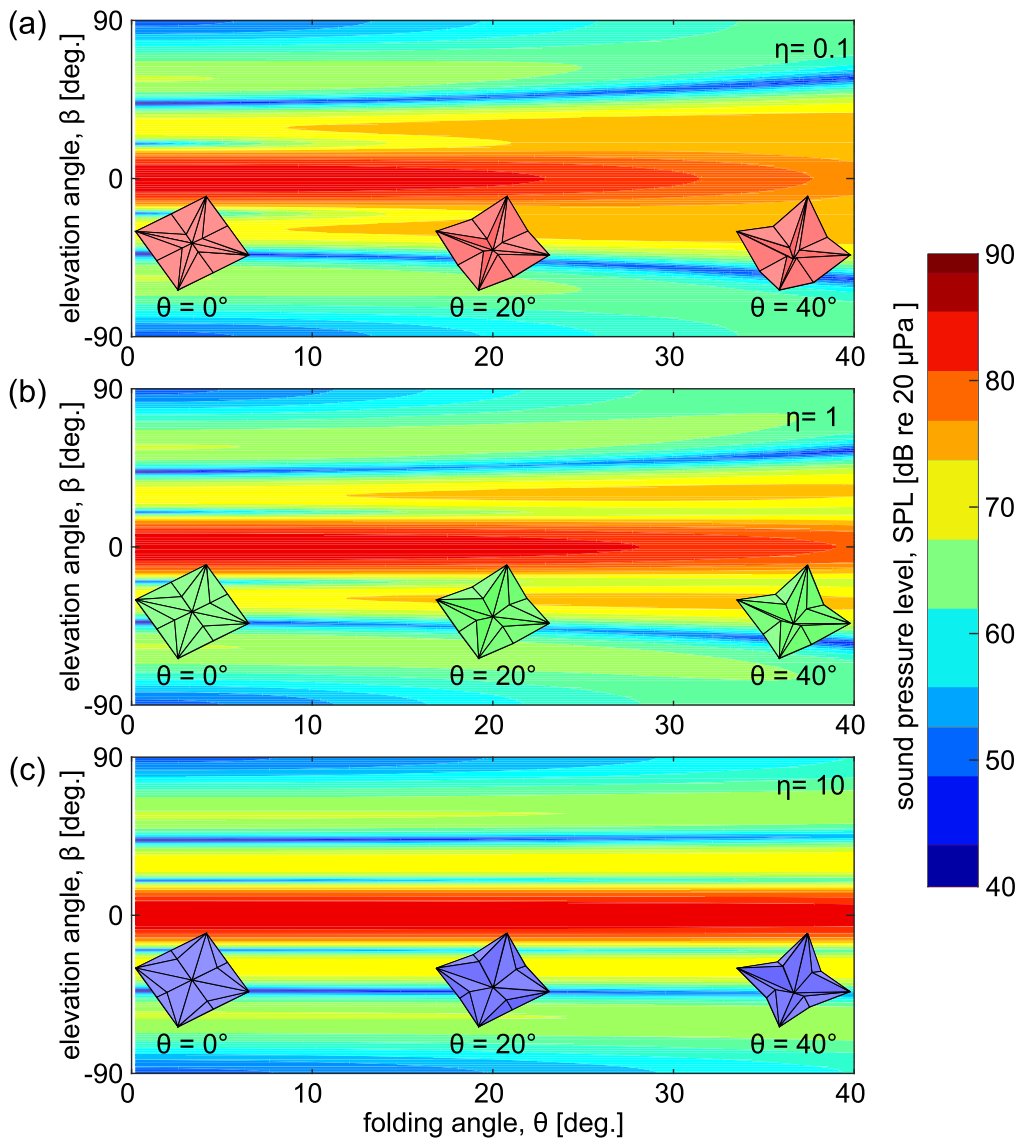 (a)
90
0
-90
elevation angle, β [deg.]
η= 0.1
θ = 0°
θ = 20°
θ = 40°
0
10
20
30
40
(b)
90
0
-90
elevation angle, β [deg.]
η= 1
θ = 0°
θ = 20°
θ = 40°
0
10
20
30
40
(c)
90
0
-90
elevation angle, β [deg.]
η= 10
θ = 0°
θ = 20°
θ = 40°
0
10
20
30
40
folding angle, θ [deg.]
sound pressure level, SPL [dB re 20 μPa]
90
80
70
60
50
40